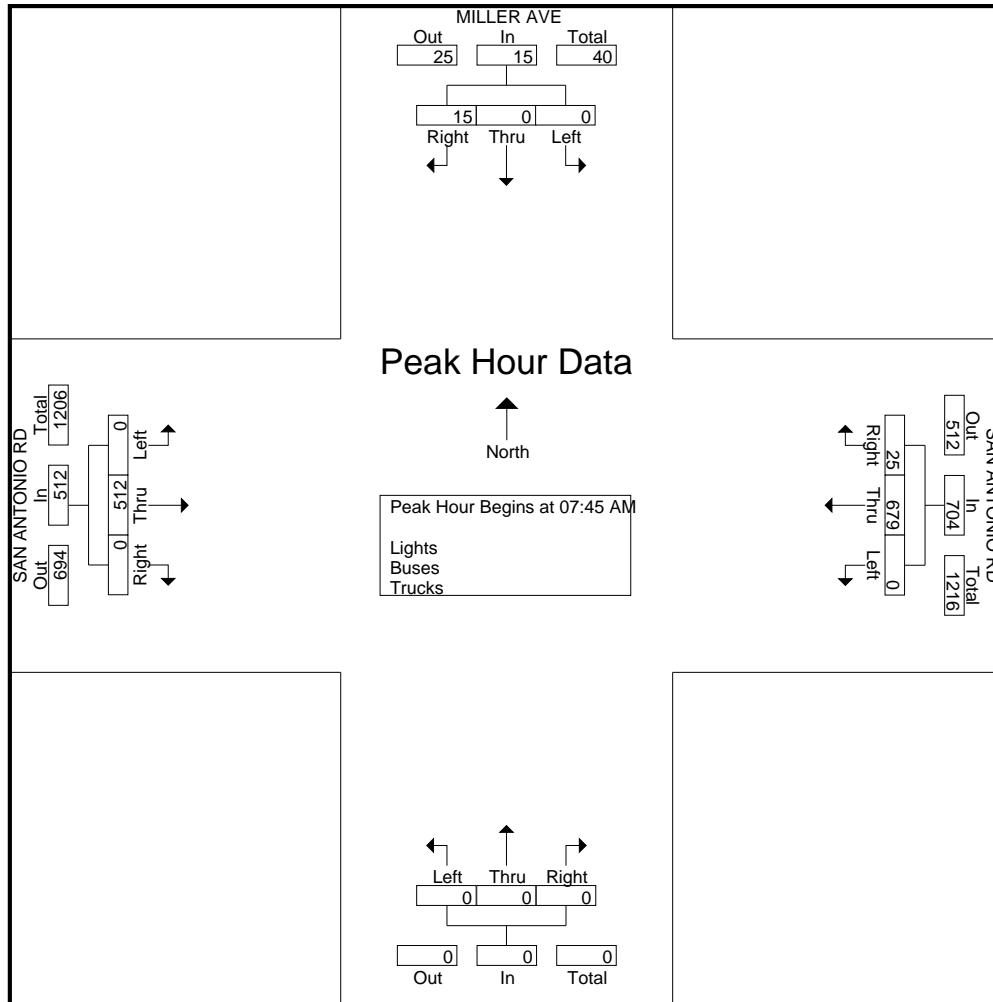 MILLER AVE
Out In Total
25 15 40
15 0 0
Right Thru Left
Peak Hour Data
North
Peak Hour Begins at 07:45 AM
Lights
Buses
Trucks
SAN ANTONIO RD
Total In Out
1206 512 694
0 512 0
Left Thru Right
SAN ANTONIO RD
Out In Total
512 704 1216
25 679 0
Right Thru Left
Left Thru Right
0 0 0
0 0 0
Out In Total